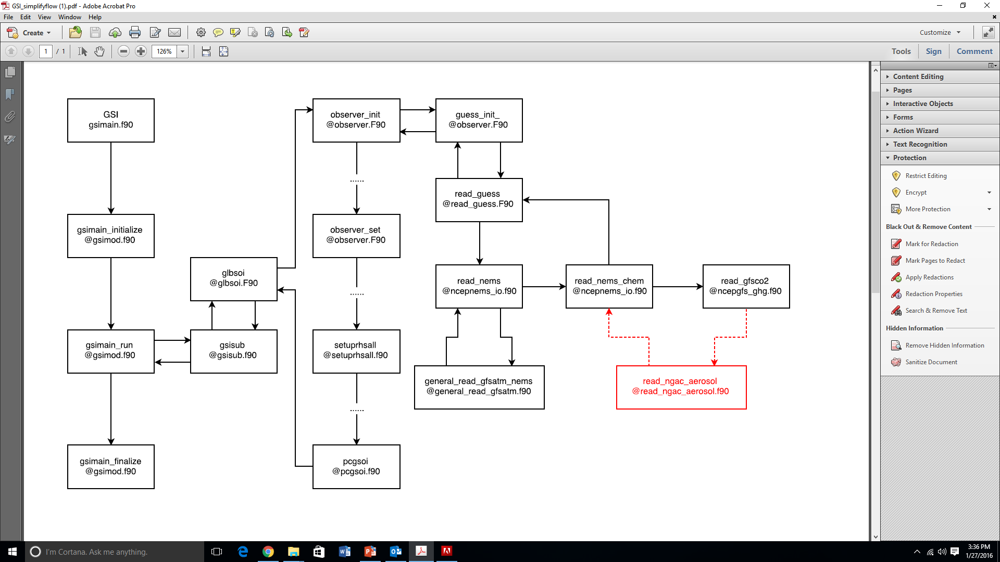 GSI_simplifyflow (1).pdf - Adobe Acrobat Pro
File Edit View Window Help
Create
Customize
1 / 1
126%
Tools
Sign
Comment
GSI
gsimain.f90
gsimain_initialize
@gsimod.f90
gsimain_run
@gsimod.f90
gsimain_finalize
@gsimod.f90
glbsoi
@glbsoi.F90
gsisub
@gsisub.f90
observer_init
@observer.F90
......
observer_set
@observer.F90
......
setuprhsall
@setuprhsall.f90
......
pcgsoi
@pcgsoi.f90
guess_init_
@observer.F90
read_guess
@read_guess.F90
read_nems
@ncepnems_io.f90
general_read_gfsatm_nems
@general_read_gfsatm.f90
read_nems_chem
@ncepnems_io.f90
read_gfsco2
@ncepgfs_ghg.f90
read_ngac_aerosol
@read_ngac_aerosol.f90
Content Editing
Pages
Interactive Objects
Forms
Action Wizard
Text Recognition
Protection
Restrict Editing
Encrypt
More Protection
Black Out & Remove Content
Mark for Redaction
Mark Pages to Redact
Apply Redactions
Redaction Properties
Search & Remove Text
Hidden Information
Remove Hidden Information
Sanitize Document
I'm Cortana. Ask me anything.
3:36 PM
1/27/2016